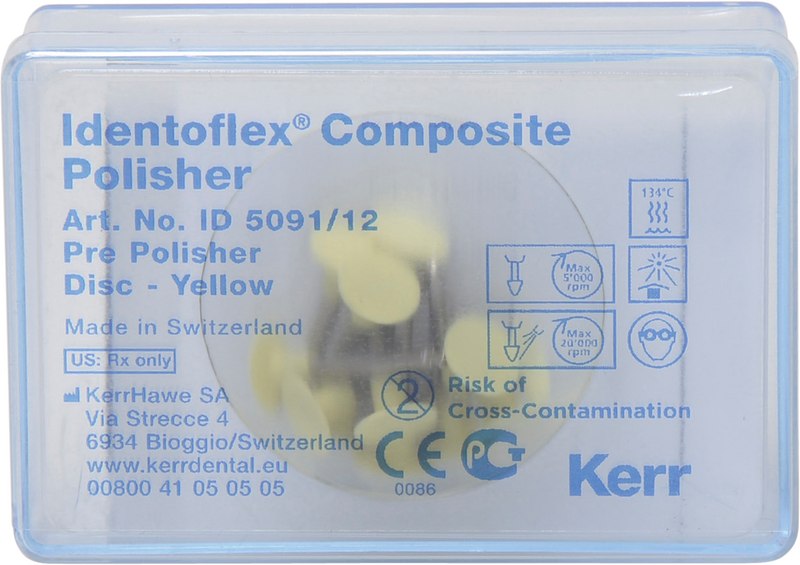 Identoflex® Composite
Polisher
Art. No. ID 5091/12
Pre Polisher
Disc - Yellow
Made in Switzerland
US: Rx only
KerrHawe SA
Via Strecce 4
6934 Bioggio/Switzerland
www.kerrdental.eu
00800 41 05 05 05
134°C
Max
5'000
rpm
Max
20'000
rpm
2
Risk of
Cross-Contamination
CE
0086
РСТ
Kerr